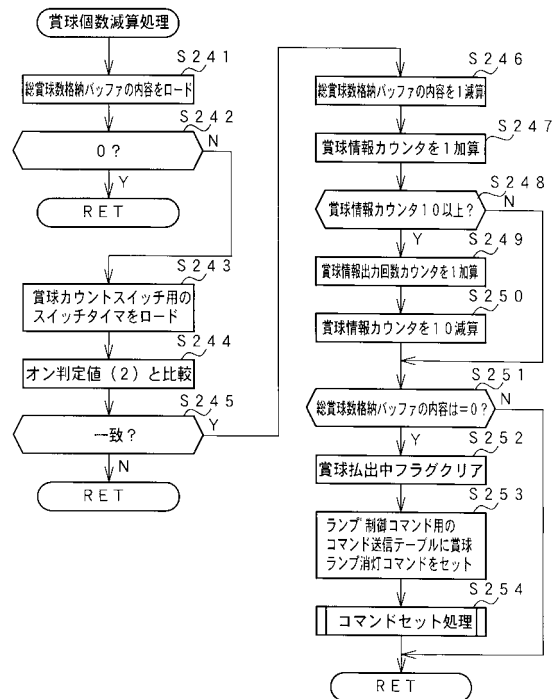 賞球個数減算処理
S241
総賞球数格納バッファの内容をロード
S242
0?
N
Y
RET
S243
賞球カウントスイッチ用の
スイッチタイマをロード
S244
オン判定値(2)と比較
S245
一致?
Y
N
RET
S246
総賞球数格納バッファの内容を1減算
S247
賞球情報カウンタを1加算
S248
賞球情報カウンタ10以上?
N
Y
S249
賞球情報出力回数カウンタを1加算
S250
賞球情報カウンタを10減算
S251
総賞球数格納バッファの内容は=0?
N
Y
S252
賞球払出中フラグクリア
S253
ランプ制御コマンド用の
コマンド送信テーブルに賞球
ランプ消灯コマンドをセット
S254
コマンドセット処理
RET